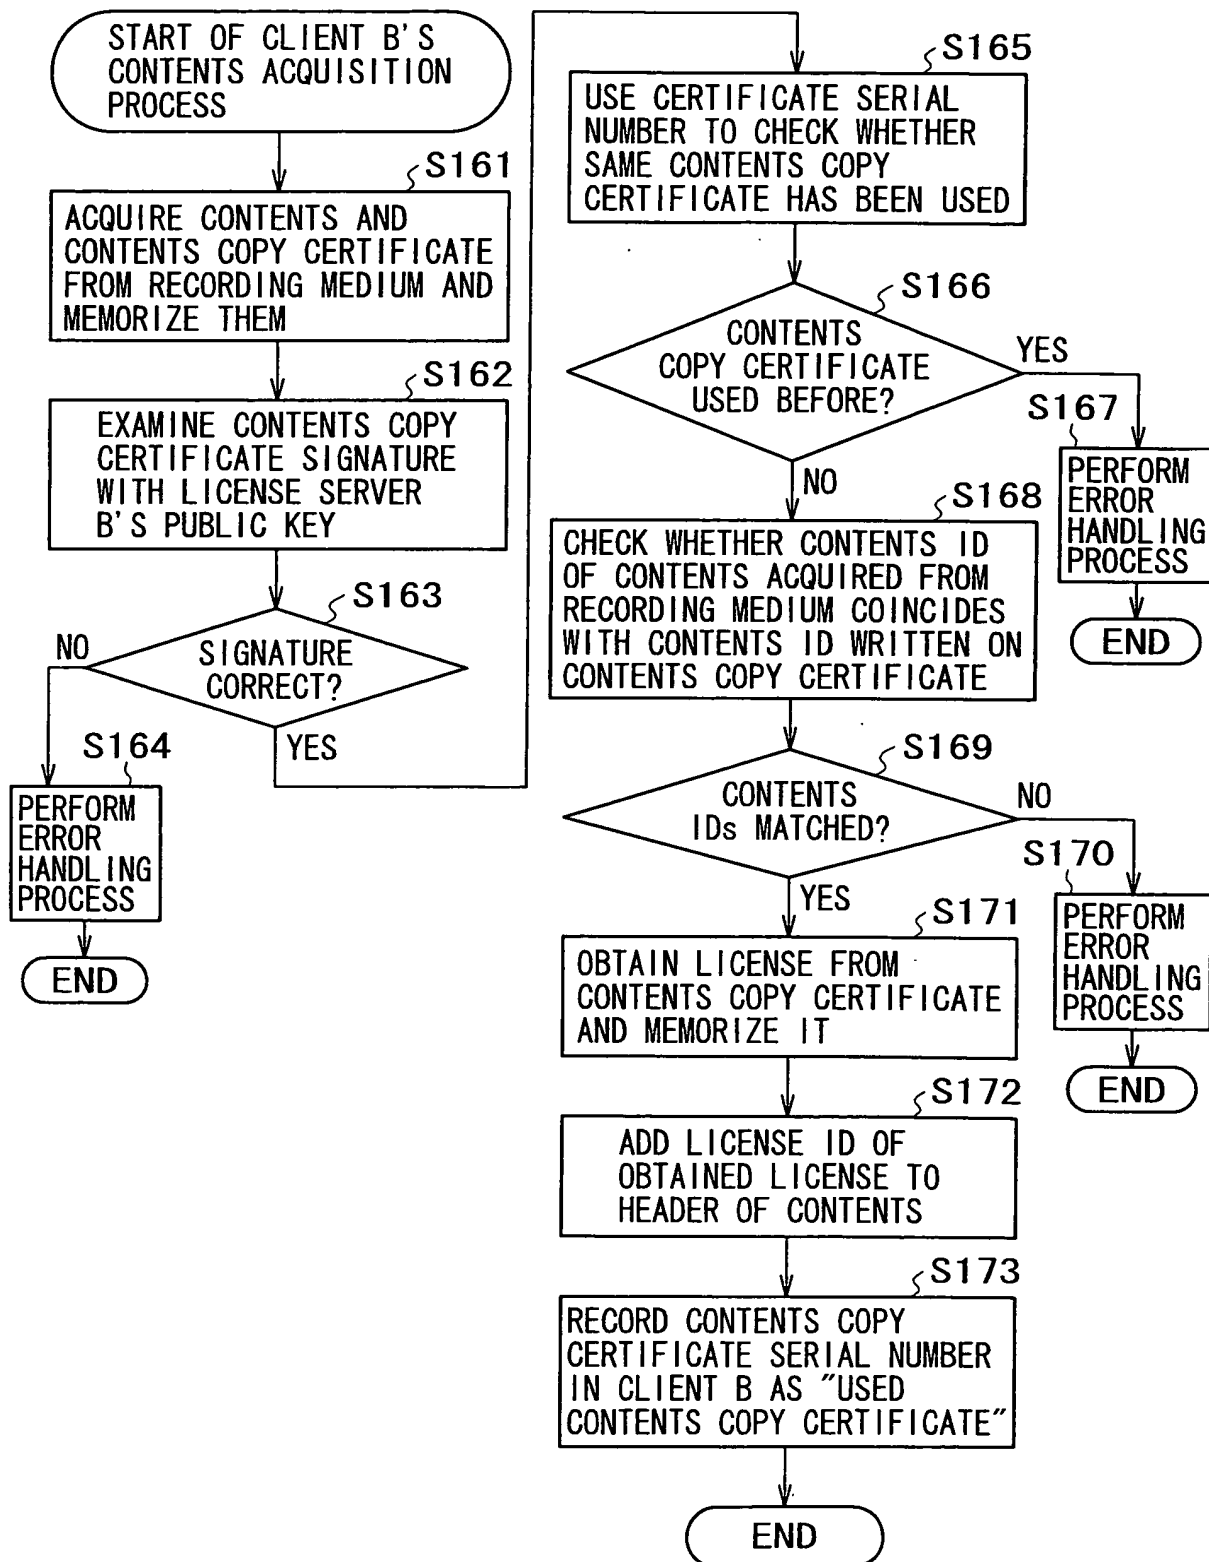 START OF CLIENT B'S
CONTENTS ACQUISITION
PROCESS
S161
ACQUIRE CONTENTS AND
CONTENTS COPY CERTIFICATE
FROM RECORDING MEDIUM AND
MEMORIZE THEM
S162
EXAMINE CONTENTS COPY
CERTIFICATE SIGNATURE
WITH LICENSE SERVER
B'S PUBLIC KEY
S163
SIGNATURE
CORRECT?
NO
YES
S164
PERFORM
ERROR
HANDLING
PROCESS
END
S165
USE CERTIFICATE SERIAL
NUMBER TO CHECK WHETHER
SAME CONTENTS COPY
CERTIFICATE HAS BEEN USED
S166
CONTENTS
COPY CERTIFICATE
USED BEFORE?
YES
NO
S167
PERFORM
ERROR
HANDLING
PROCESS
END
S168
CHECK WHETHER CONTENTS ID
OF CONTENTS ACQUIRED FROM
RECORDING MEDIUM COINCIDES
WITH CONTENTS ID WRITTEN ON
CONTENTS COPY CERTIFICATE
S169
CONTENTS
IDs MATCHED?
NO
YES
S170
PERFORM
ERROR
HANDLING
PROCESS
END
S171
OBTAIN LICENSE FROM
CONTENTS COPY CERTIFICATE
AND MEMORIZE IT
S172
ADD LICENSE ID OF
OBTAINED LICENSE TO
HEADER OF CONTENTS
S173
RECORD CONTENTS COPY
CERTIFICATE SERIAL NUMBER
IN CLIENT B AS "USED
CONTENTS COPY CERTIFICATE"
END